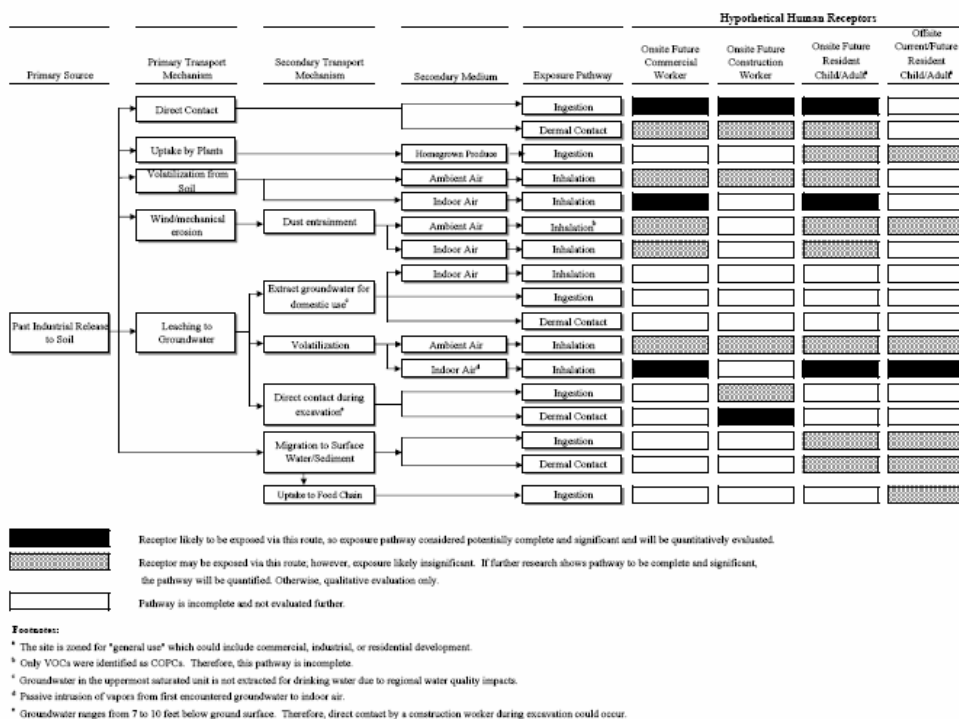 Hypothetical Human Receptors
Primary Source
Primary Transport
Mechanism
Secondary Transport
Mechanism
Secondary Medium
Exposure Pathway
Onsite Future
Commercial
Worker
Onsite Future
Construction
Worker
Onsite Future
Resident
Child/Adultᵃ
Offsite
Current/Future
Resident
Child/Adultᵃ
Direct Contact
Ingestion
Dermal Contact
Uptake by Plants
Homegrown Produce
Ingestion
Volatilization from
Soil
Ambient Air
Inhalation
Indoor Air
Inhalation
Wind/mechanical
erosion
Dust entrainment
Ambient Air
Inhalationᵇ
Indoor Air
Inhalation
Indoor Air
Inhalation
Extract groundwater for
domestic useᶜ
Ingestion
Dermal Contact
Past Industrial Release
to Soil
Leaching to
Groundwater
Volatilization
Ambient Air
Inhalation
Indoor Airᵈ
Inhalation
Direct contact during
excavationᵉ
Ingestion
Dermal Contact
Migration to Surface
Water/Sediment
Ingestion
Dermal Contact
Uptake to Food Chain
Ingestion
Receptor likely to be exposed via this route, so exposure pathway considered potentially complete and significant and will be quantitatively evaluated.
Receptor may be exposed via this route; however, exposure likely insignificant. If further research shows pathway to be complete and significant,
the pathway will be quantified. Otherwise, qualitative evaluation only.
Pathway is incomplete and not evaluated further.
Footnotes:
ᵃ The site is zoned for "general use" which could include commercial, industrial, or residential development.
ᵇ Only VOCs were identified as COPCs. Therefore, this pathway is incomplete.
ᶜ Groundwater in the uppermost saturated unit is not extracted for drinking water due to regional water quality impacts.
ᵈ Passive intrusion of vapors from first encountered groundwater to indoor air.
ᵉ Groundwater ranges from 7 to 10 feet below ground surface. Therefore, direct contact by a construction worker during excavation could occur.